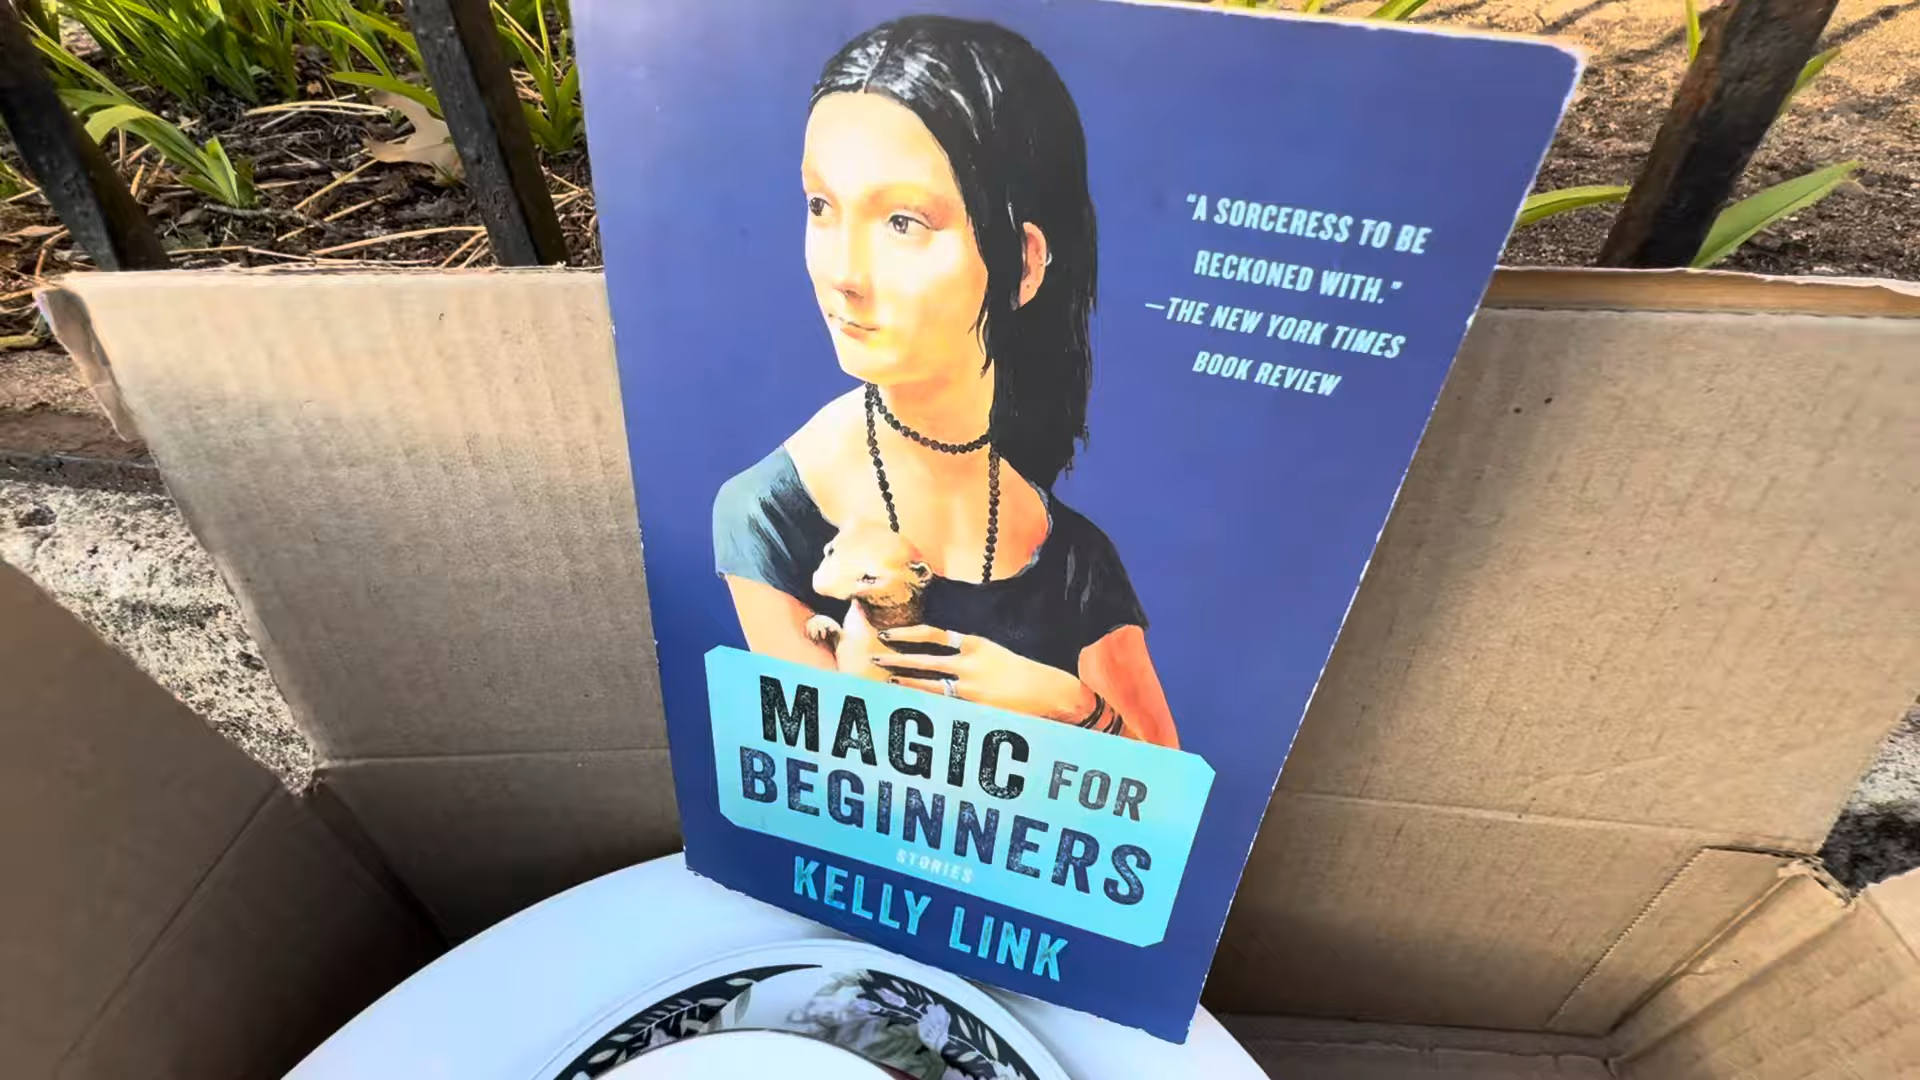 "A SORCERESS TO BE
RECKONED WITH."
—THE NEW YORK TIMES
BOOK REVIEW
MAGIC FOR
BEGINNERS
STORIES
KELLY LINK